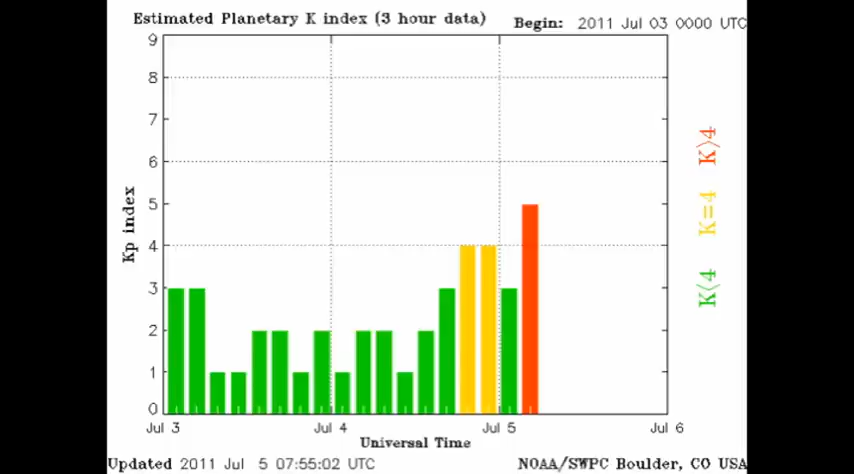 Estimated Planetary K index (3 hour data)
Begin: 2011 Jul 03 0000 UTC
9
8
7
6
5
4
3
2
1
0
Kp index
K>4
K=4
K<4
Jul 3
Jul 4
Jul 5
Jul 6
Universal Time
Updated 2011 Jul 5 07:55:02 UTC
NOAA/SWPC Boulder, CO USA